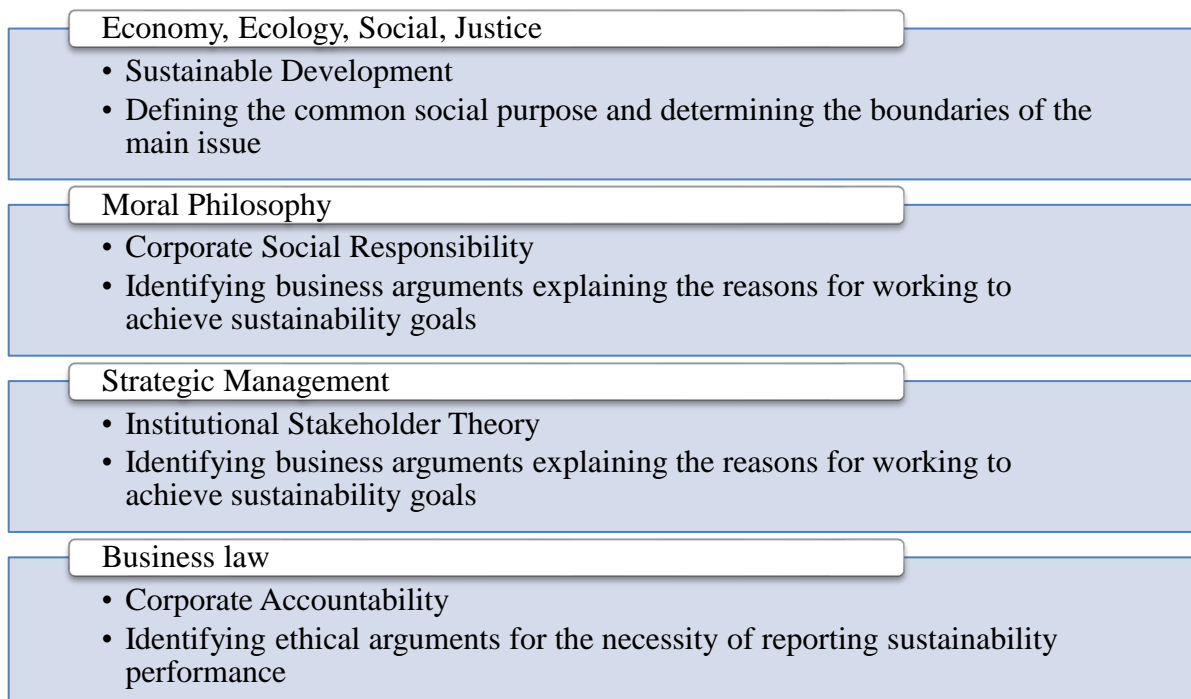 Economy, Ecology, Social, Justice
• Sustainable Development
• Defining the common social purpose and determining the boundaries of the
main issue
Moral Philosophy
• Corporate Social Responsibility
• Identifying business arguments explaining the reasons for working to
achieve sustainability goals
Strategic Management
• Institutional Stakeholder Theory
• Identifying business arguments explaining the reasons for working to
achieve sustainability goals
Business law
• Corporate Accountability
• Identifying ethical arguments for the necessity of reporting sustainability
performance